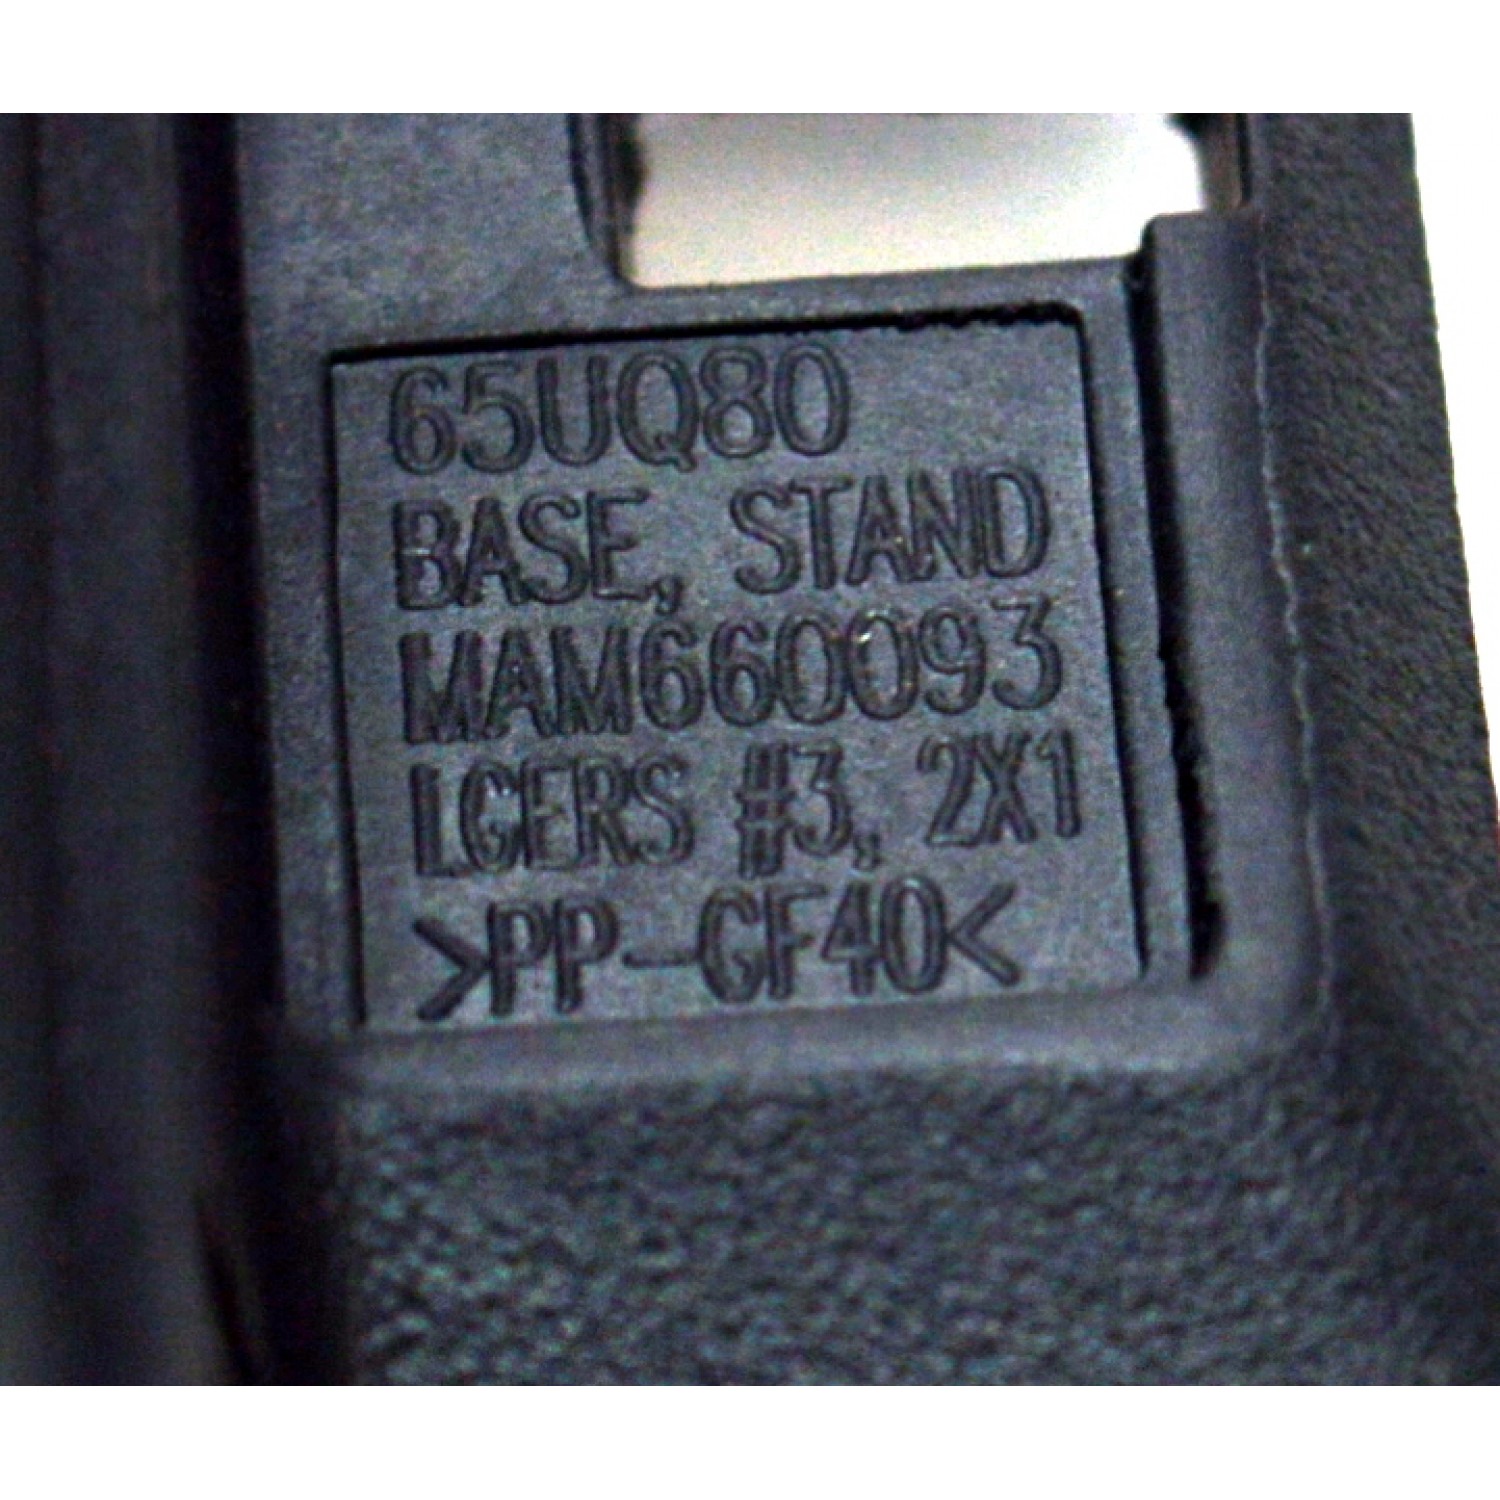 65UQ80
BASE, STAND
MAM660093
LGERS #3, 2X1
>PP-GF40<